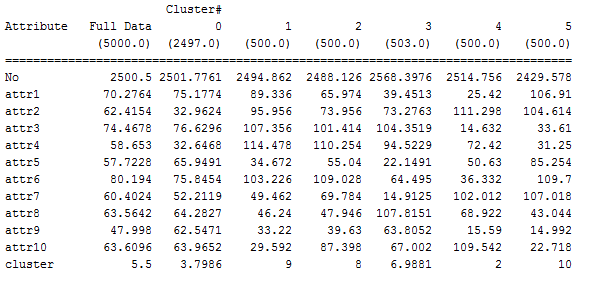 Cluster#
Attribute Full Data 0 1 2 3 4 5
(5000.0) (2497.0) (500.0) (500.0) (503.0) (500.0) (500.0)
==========================================================================================
No 2500.5 2501.7761 2494.862 2488.126 2568.3976 2514.756 2429.578
attr1 70.2764 75.1774 89.336 65.974 39.4513 25.42 106.91
attr2 62.4154 32.9624 95.956 73.956 73.2763 111.298 104.614
attr3 74.4678 76.6296 107.356 101.414 104.3519 14.632 33.61
attr4 58.653 32.6468 114.478 110.254 94.5229 72.42 31.25
attr5 57.7228 65.9491 34.672 55.04 22.1491 50.63 85.254
attr6 80.194 75.8454 103.226 109.028 64.495 36.332 109.7
attr7 60.4024 52.2119 49.462 69.784 14.9125 102.012 107.018
attr8 63.5642 64.2827 46.24 47.946 107.8151 68.922 43.044
attr9 47.998 62.5471 33.22 39.63 63.8052 15.59 14.992
attr10 63.6096 63.9652 29.592 87.398 67.002 109.542 22.718
cluster 5.5 3.7986 9 8 6.9881 2 10